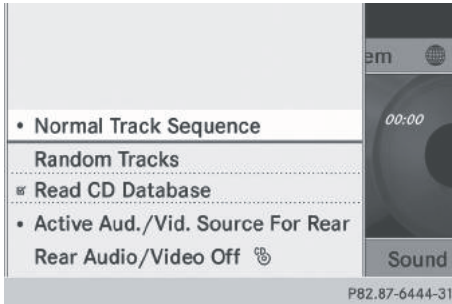 em
00:00
• Normal Track Sequence
Random Tracks
Read CD Database
• Active Aud./Vid. Source For Rear
Rear Audio/Video Off CD
Sound
P82.87-6444-31